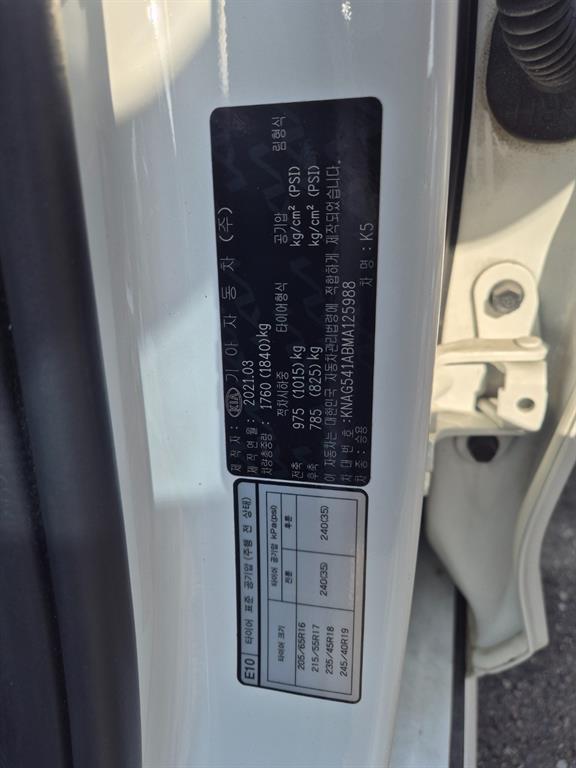 제작자 : KIA 기아자동차 (주)
제작연월 : 2021.03
차량총중량 : 1760 (1840)kg
적차시하중 타이어형식 공기압 림형식
전축 975 (1015)kg kg/cm² (PSI)
후축 785 (825)kg kg/cm² (PSI)
이 자동차는 대한민국 자동차관리법령에 적합하게 제작되었습니다.
차대번호 : KNAG541ABMA125988
차종 : 승용 차명 : K5
E10 타이어 표준 공기압 (주행 전 상태)
타이어 크기 타이어 공기압 kPa(psi)
전륜 후륜
205/65R16 240(35) 240(35)
215/55R17
235/45R18
245/40R19